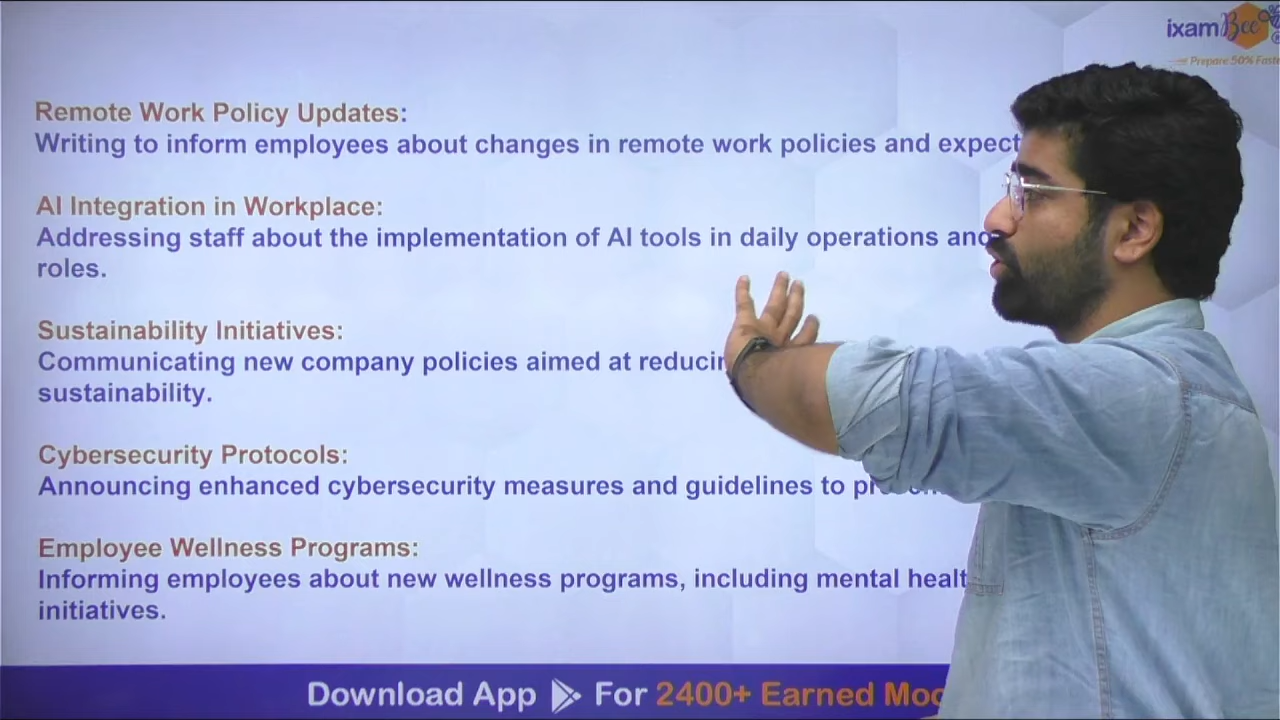 ixamBee
Prepare 50% Faste
Remote Work Policy Updates:
Writing to inform employees about changes in remote work policies and expect
AI Integration in Workplace:
Addressing staff about the implementation of AI tools in daily operations and
roles.
Sustainability Initiatives:
Communicating new company policies aimed at reducin
sustainability.
Cybersecurity Protocols:
Announcing enhanced cybersecurity measures and guidelines to
Employee Wellness Programs:
Informing employees about new wellness programs, including mental healt
initiatives.
Download App For 2400+ Earned